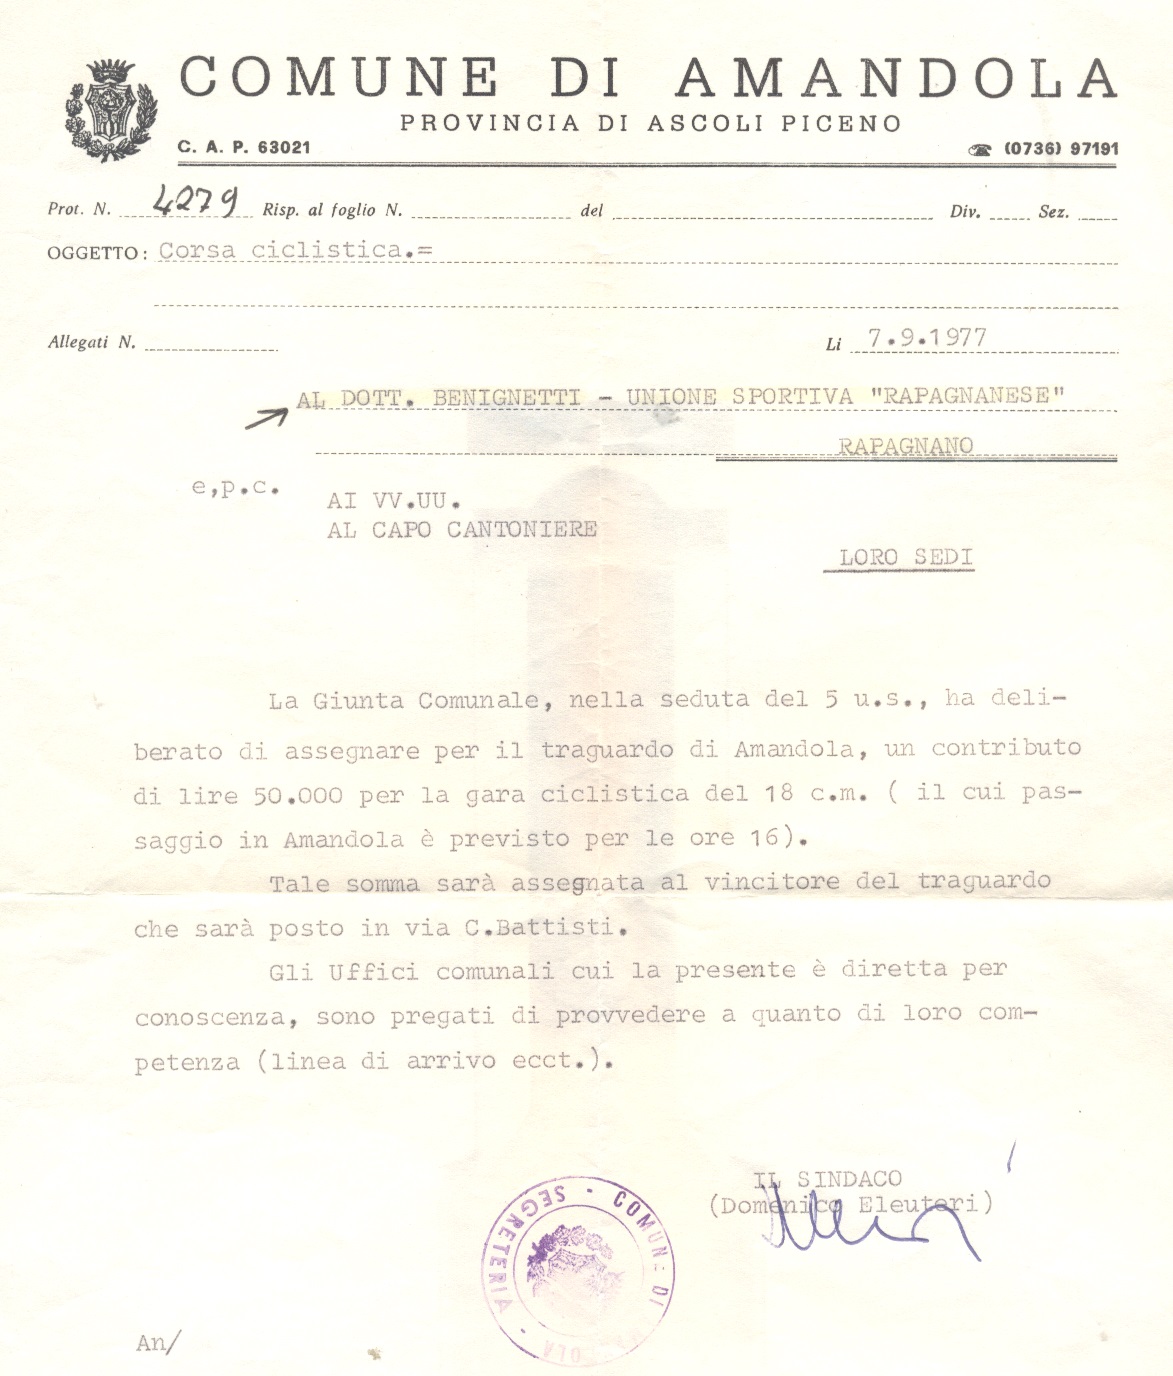 COMUNE DI AMANDOLA
PROVINCIA DI ASCOLI PICENO
C. A. P. 63021 ☎ (0736) 97191
Prot. N. 4279 Risp. al foglio N. del Div. Sez.
OGGETTO: Corsa ciclistica.=
Allegati N. Li 7.9.1977
AL DOTT. BENIGNETTI - UNIONE SPORTIVA "RAPAGNANESE"
RAPAGNANO
e,p.c.
AI VV.UU.
AL CAPO CANTONIERE
LORO SEDI
La Giunta Comunale, nella seduta del 5 u.s., ha deli-
berato di assegnare per il traguardo di Amandola, un contributo
di lire 50.000 per la gara ciclistica del 18 c.m. ( il cui pas-
saggio in Amandola è previsto per le ore 16).
Tale somma sarà assegnata al vincitore del traguardo
che sarà posto in via C.Battisti.
Gli Uffici comunali cui la presente è diretta per
conoscenza, sono pregati di provvedere a quanto di loro com-
petenza (linea di arrivo ecct.).
IL SINDACO
(Domenico Eleuteri)
SEGRETERIA - COMUNE DI
An/